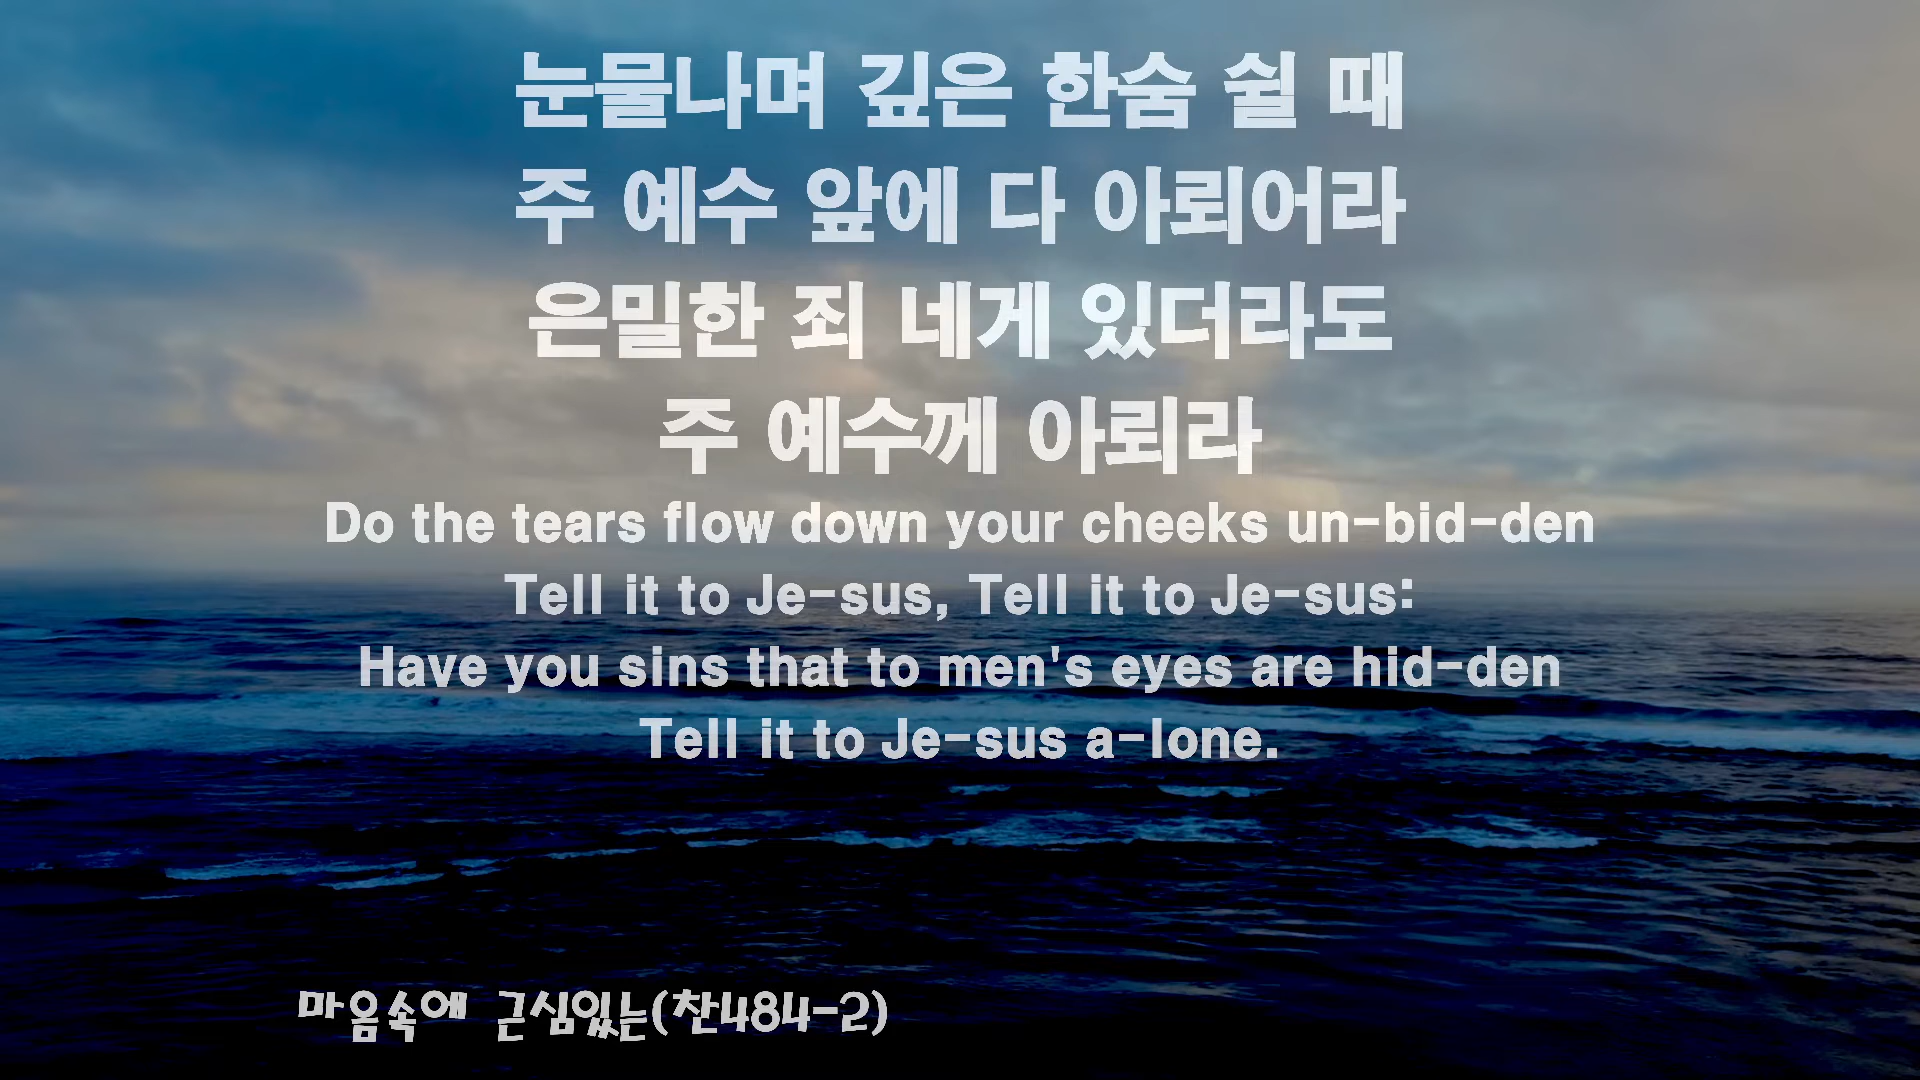 눈물나며 깊은 한숨 쉴 때
주 예수 앞에 다 아뢰어라
은밀한 죄 네게 있더라도
주 예수께 아뢰라
Do the tears flow down your cheeks un-bid-den
Tell it to Je-sus, Tell it to Je-sus:
Have you sins that to men's eyes are hid-den
Tell it to Je-sus a-lone.
마음속에 근심있는(찬484-2)